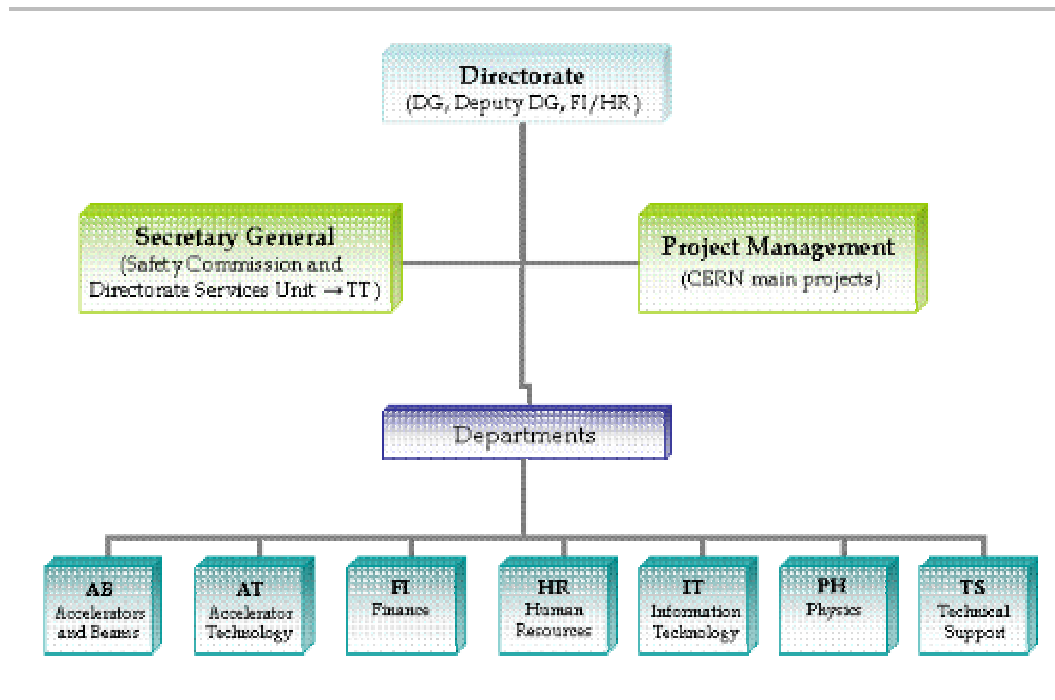 Directorate
(DG, Deputy DG, FI/HR)
Secretary General
(Safety Commission and
Directorate Services Unit → TT)
Project Management
(CERN main projects)
Departments
AB
Accelerators
and Beams
AT
Accelerator
Technology
FI
Finance
HR
Human
Resources
IT
Information
Technology
PH
Physics
TS
Technical
Support